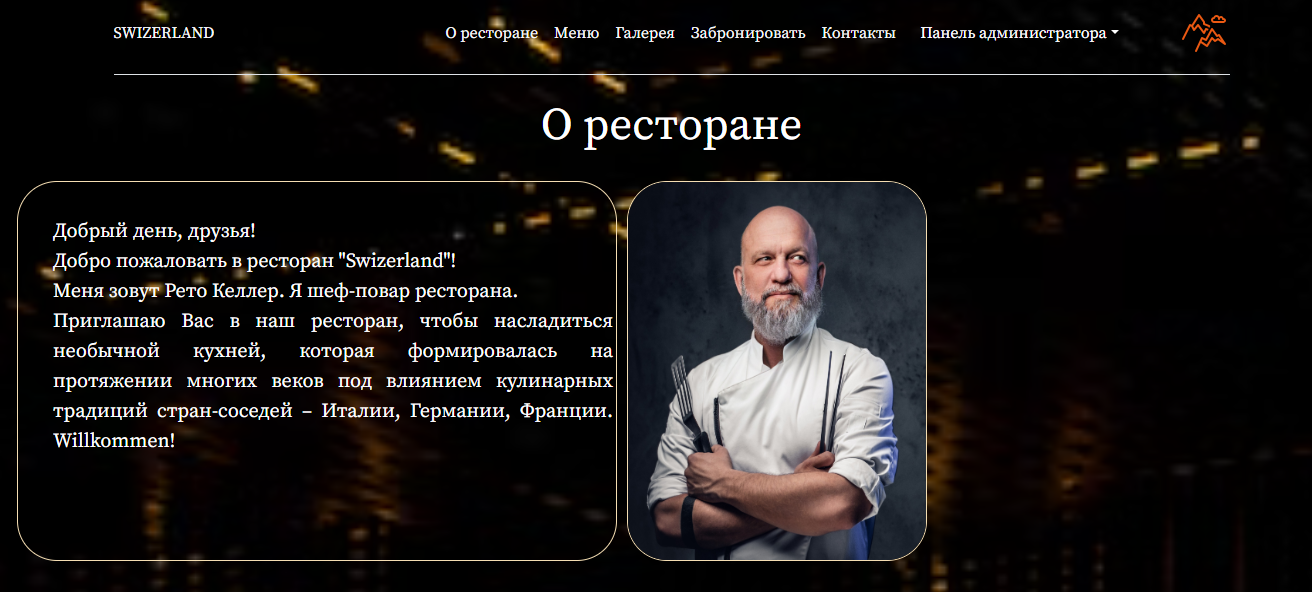 SWIZERLAND
О ресторане Меню Галерея Забронировать Контакты Панель администратора
О ресторане
Добрый день, друзья!
Добро пожаловать в ресторан "Swizerland"!
Меня зовут Рето Келлер. Я шеф-повар ресторана.
Приглашаю Вас в наш ресторан, чтобы насладиться
необычной кухней, которая формировалась на
протяжении многих веков под влиянием кулинарных
традиций стран-соседей – Италии, Германии, Франции.
Willkommen!